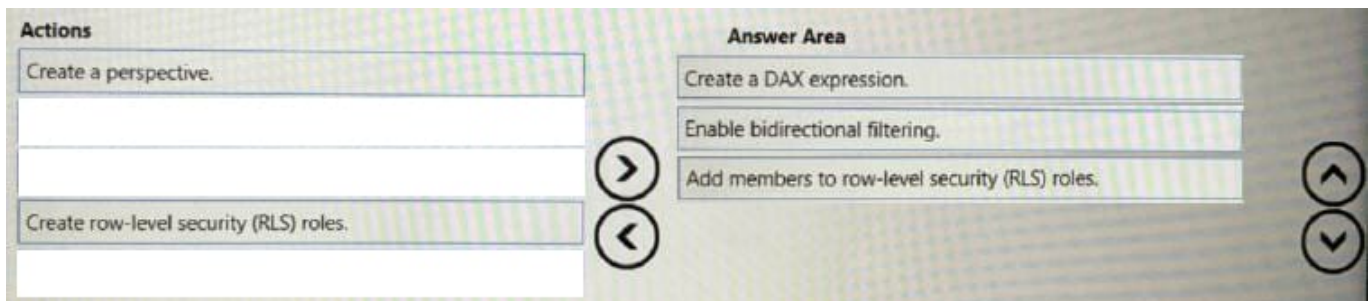 Actions
Create a perspective.
Create row-level security (RLS) roles.
Answer Area
Create a DAX expression.
Enable bidirectional filtering.
Add members to row-level security (RLS) roles.